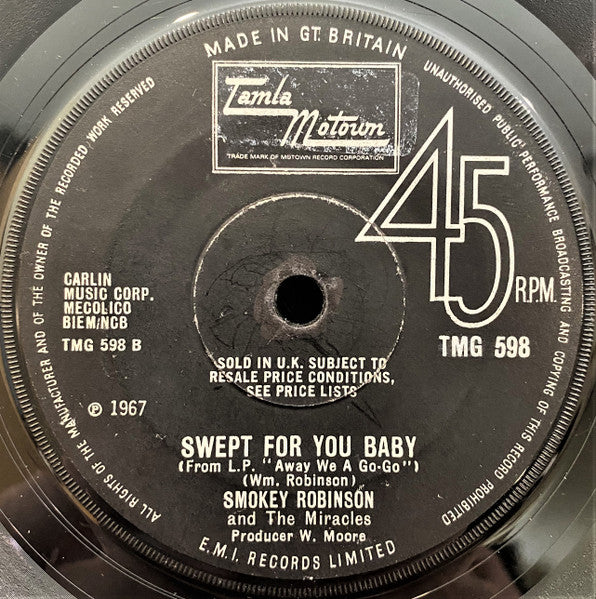 MADE IN GT. BRITAIN
UNAUTHORISED PUBLIC PERFORMANCE BROADCASTING AND COPYING OF THIS RECORD PROHIBITED
ALL RIGHTS OF THE MANUFACTURER AND OF THE OWNER OF THE RECORDED WORK RESERVED
Tamla
Motown
TRADE MARK OF MOTOWN RECORD CORPORATION
45
R.P.M.
CARLIN
MUSIC CORP.
MECOLICO
BIEM/NCB
TMG 598 B
TMG 598
SOLD IN U.K. SUBJECT TO
RESALE PRICE CONDITIONS,
SEE PRICE LISTS
℗ 1967
SWEPT FOR YOU BABY
(From L.P. "Away We A Go-Go")
(Wm. Robinson)
SMOKEY ROBINSON
and The Miracles
Producer W. Moore
E.M.I. RECORDS LIMITED